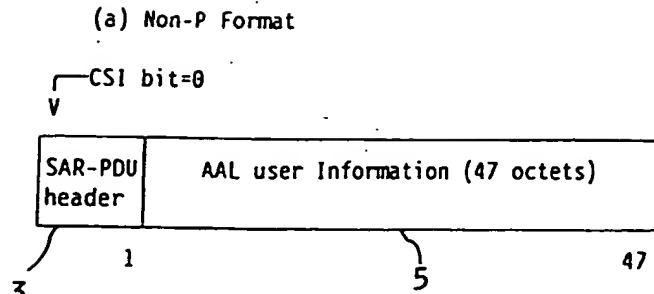 (a) Non-P Format
CSI bit=0
V
SAR-PDU header
AAL user Information (47 octets)
3
1
5
47